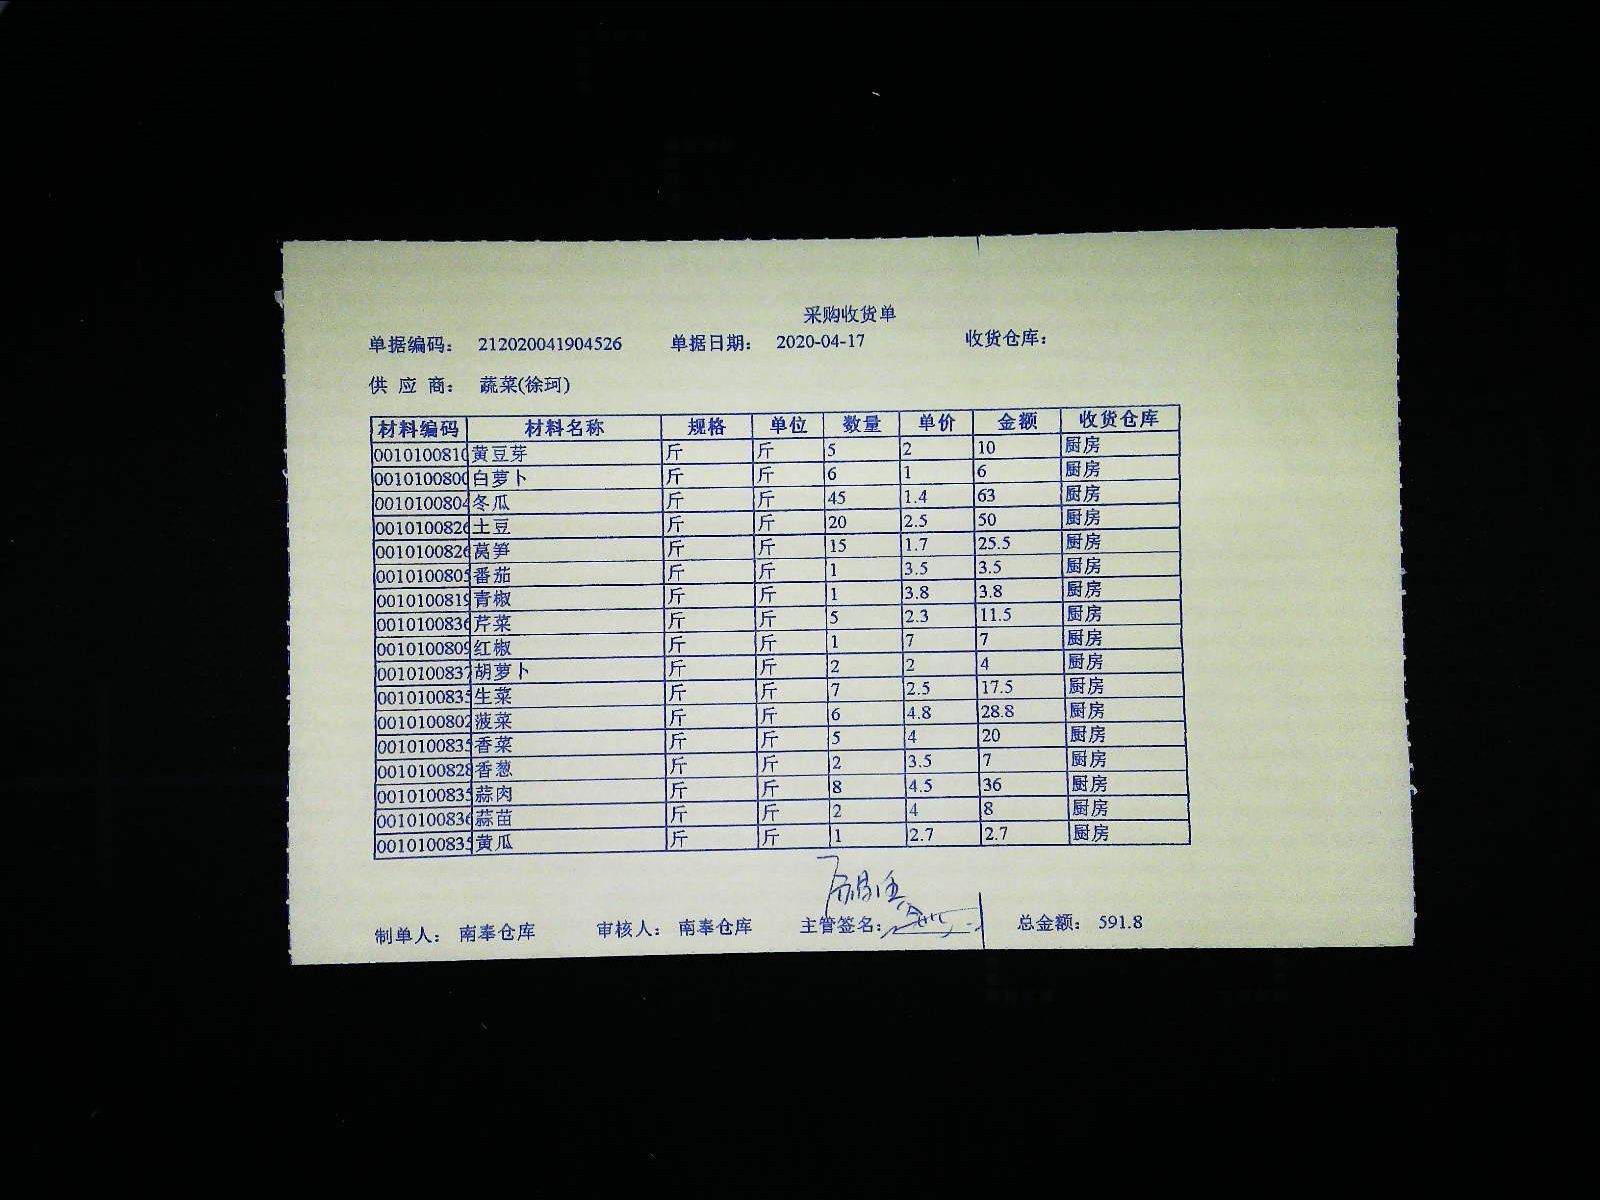 采购收货单
单据编码： 212020041904526 单据日期： 2020-04-17 收货仓库：
供 应 商： 蔬菜(徐珂)
材料编码 材料名称 规格 单位 数量 单价 金额 收货仓库
0010100810 黄豆芽 斤 斤 5 2 10 厨房
0010100800 白萝卜 斤 斤 6 1 6 厨房
0010100804 冬瓜 斤 斤 45 1.4 63 厨房
0010100826 土豆 斤 斤 20 2.5 50 厨房
0010100826 莴笋 斤 斤 15 1.7 25.5 厨房
0010100805 番茄 斤 斤 1 3.5 3.5 厨房
0010100819 青椒 斤 斤 1 3.8 3.8 厨房
0010100836 芹菜 斤 斤 5 2.3 11.5 厨房
0010100809 红椒 斤 斤 1 7 7 厨房
0010100837 胡萝卜 斤 斤 2 2 4 厨房
0010100835 生菜 斤 斤 7 2.5 17.5 厨房
0010100802 菠菜 斤 斤 6 4.8 28.8 厨房
0010100835 香菜 斤 斤 5 4 20 厨房
0010100828 香葱 斤 斤 2 3.5 7 厨房
0010100835 蒜肉 斤 斤 8 4.5 36 厨房
0010100836 蒜苗 斤 斤 2 4 8 厨房
0010100835 黄瓜 斤 斤 1 2.7 2.7 厨房
制单人： 南奉仓库 审核人： 南奉仓库 主管签名： 总金额： 591.8